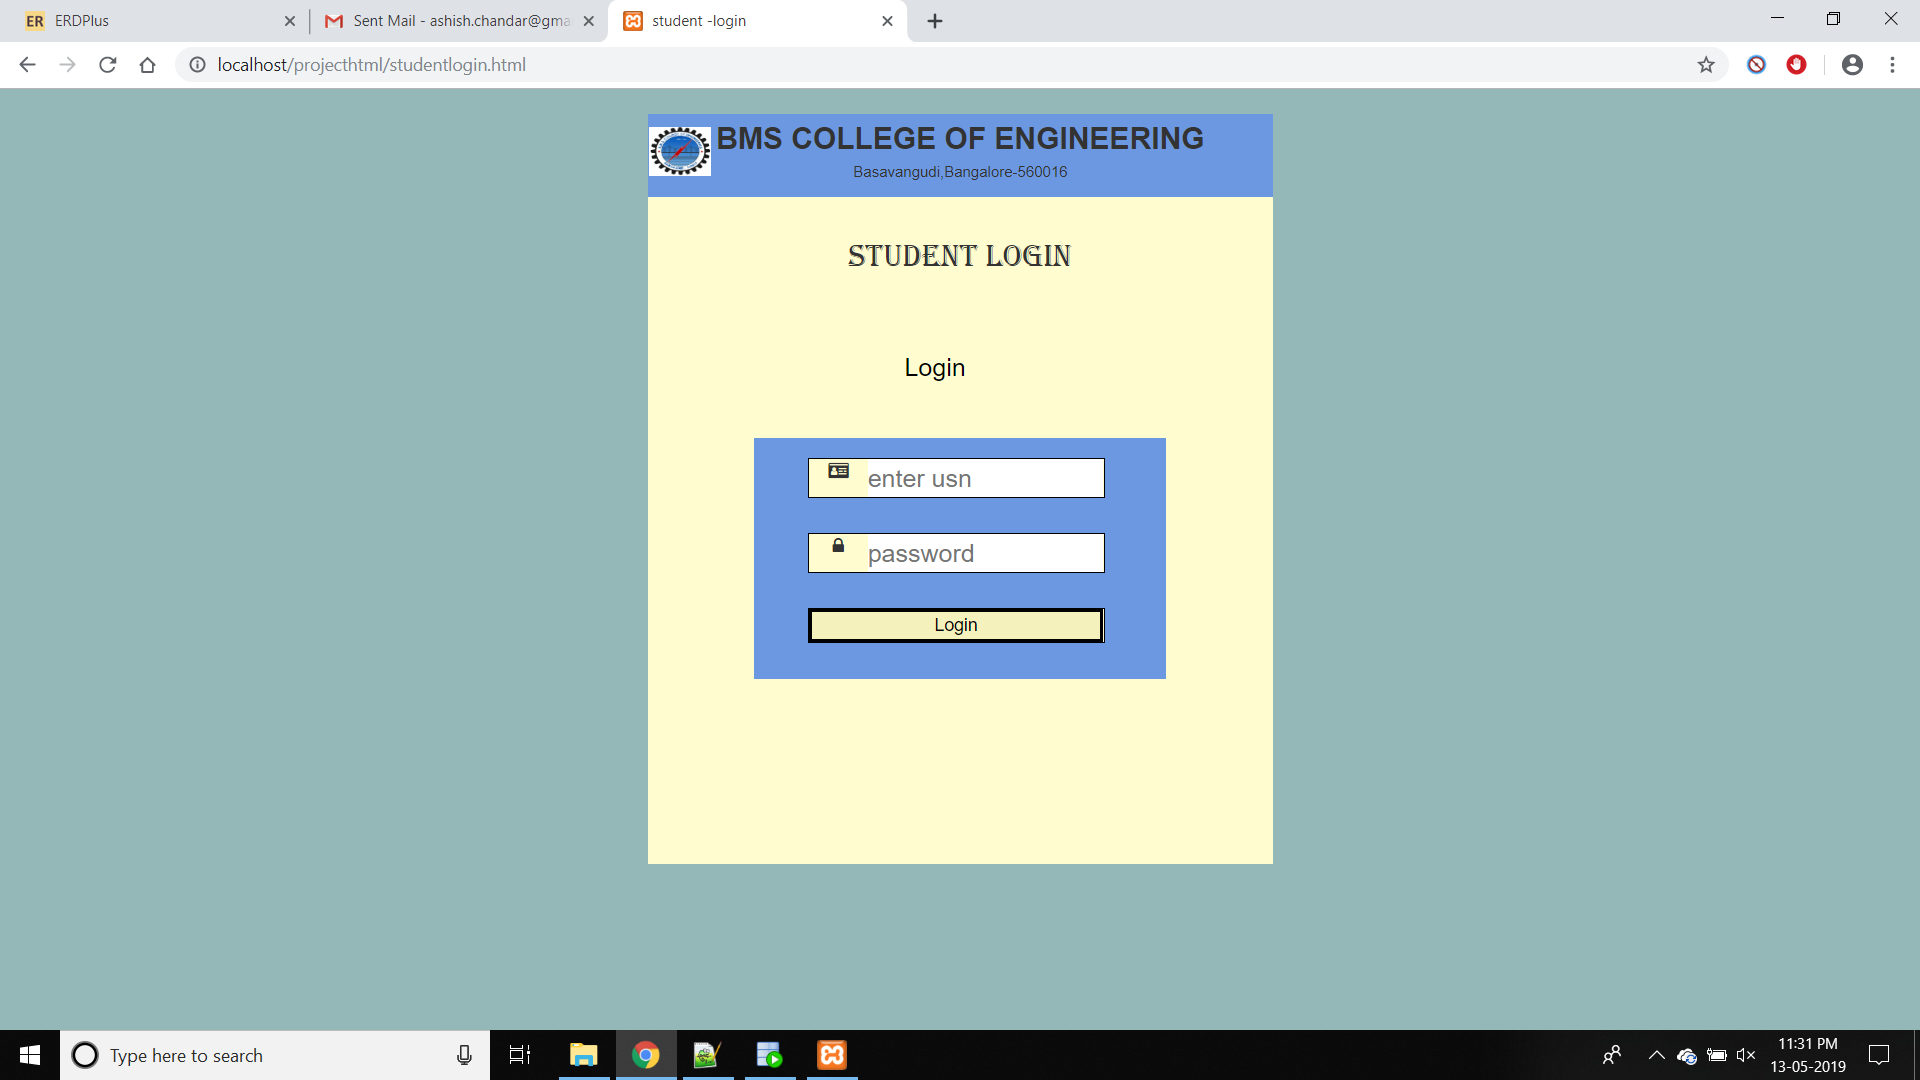 ER ERDPlus
Sent Mail - ashish.chandar@gma
student -login
localhost/projecthtml/studentlogin.html
BMS COLLEGE OF ENGINEERING
Basavangudi,Bangalore-560016
STUDENT LOGIN
Login
enter usn
password
Login
Type here to search
11:31 PM
13-05-2019